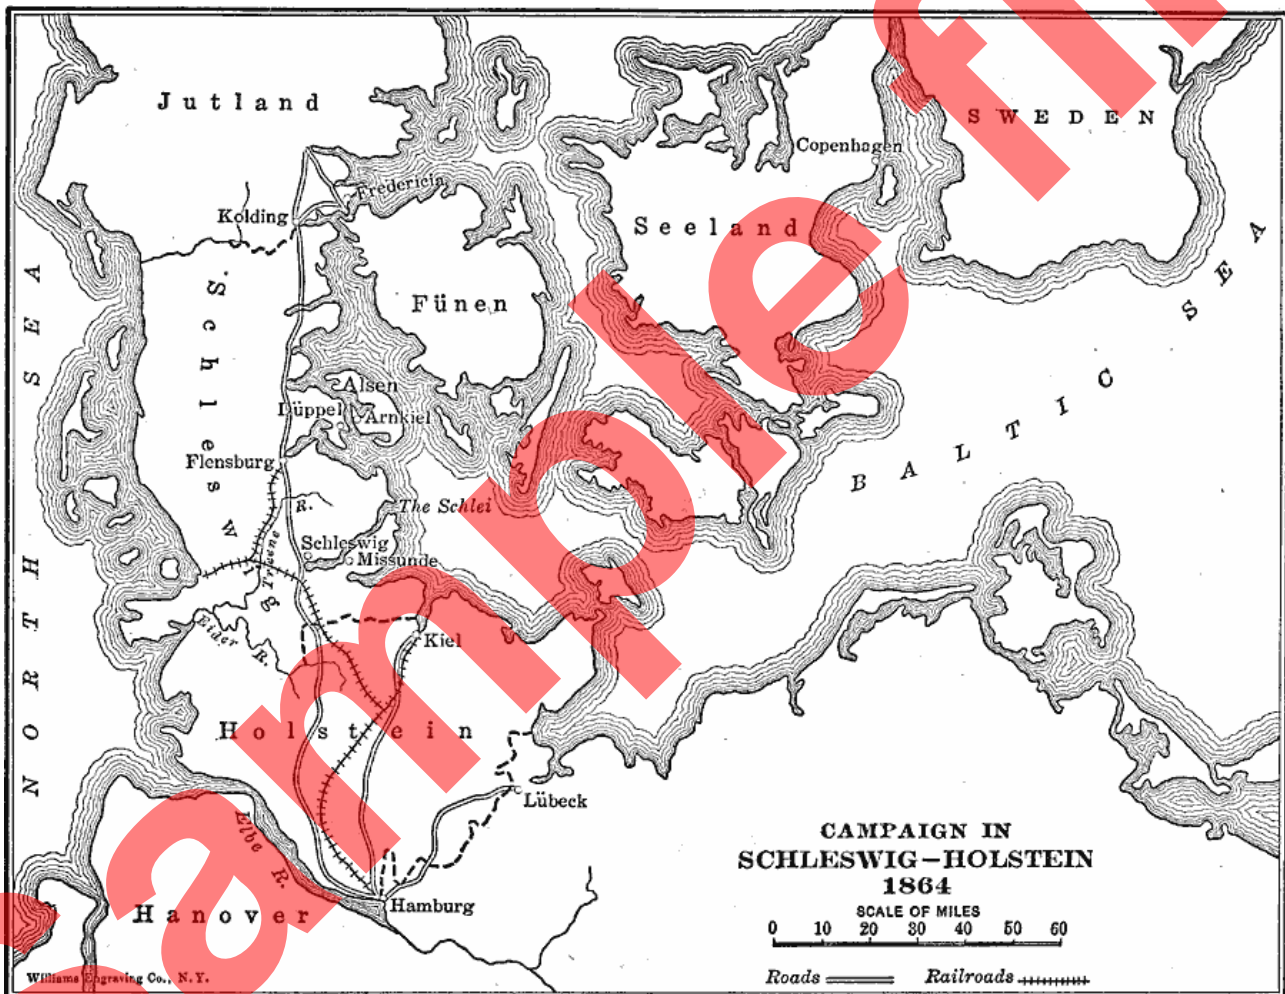 Jutland
SWEDEN
Copenhagen
Fredericia
Kolding
Seeland
NORTH SEA
BALTIC SEA
Schleswig
Fünen
Alsen
Düppel
Arnkiel
Flensburg
The Schlei
R.
Treene
Schleswig
Missunde
Eider R.
Kiel
Holstein
Lübeck
Elbe R.
Hamburg
Hanover
CAMPAIGN IN
SCHLESWIG–HOLSTEIN
1864
SCALE OF MILES
0 10 20 30 40 50 60
Roads Railroads
Williams Engraving Co., N.Y.